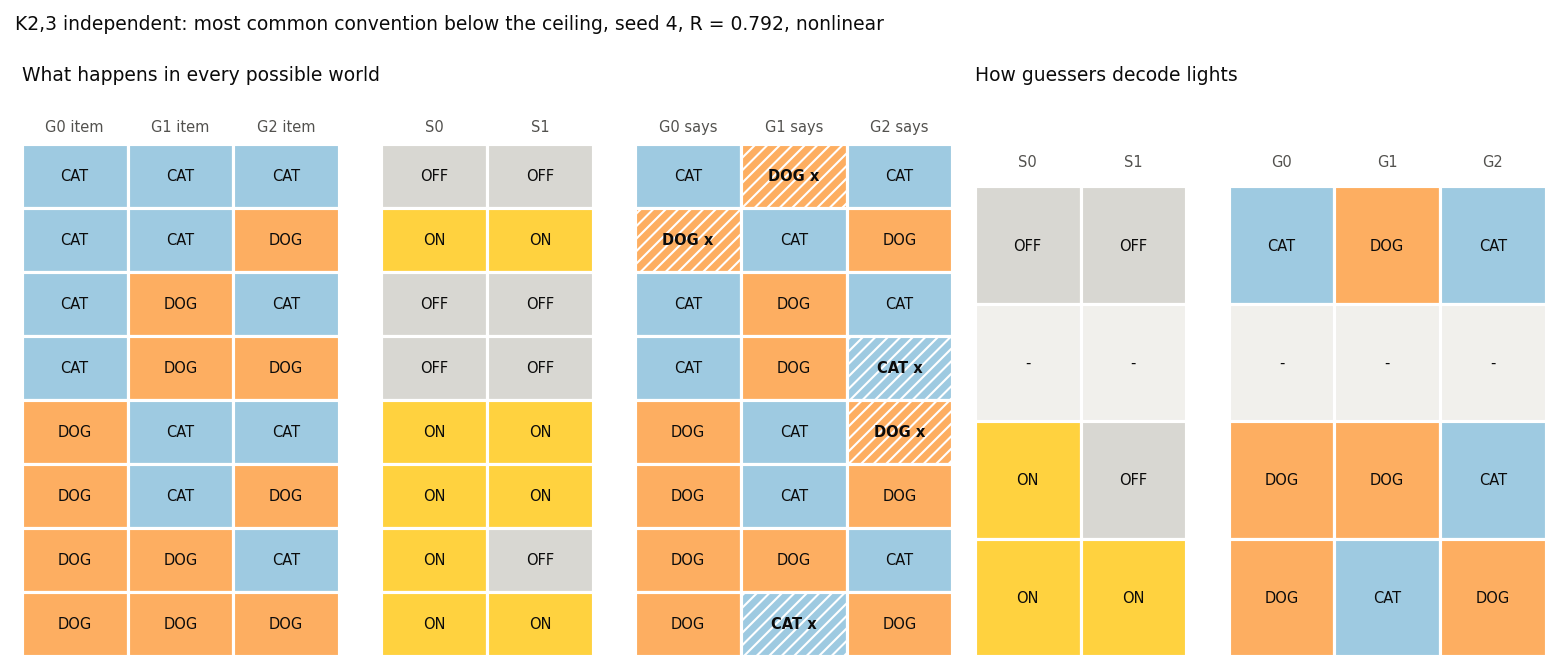 K2,3 independent: most common convention below the ceiling, seed 4, R = 0.792, nonlinear
What happens in every possible world
G0 item G1 item G2 item S0 S1 G0 says G1 says G2 says
CAT CAT CAT OFF OFF CAT DOG x CAT
CAT CAT DOG ON ON DOG x CAT DOG
CAT DOG CAT OFF OFF CAT DOG CAT
CAT DOG DOG OFF OFF CAT DOG CAT x
DOG CAT CAT ON ON DOG CAT DOG x
DOG CAT DOG ON ON DOG CAT DOG
DOG DOG CAT ON OFF DOG DOG CAT
DOG DOG DOG ON ON DOG CAT x DOG
How guessers decode lights
S0 S1 G0 G1 G2
OFF OFF CAT DOG CAT
- - - - -
ON OFF DOG DOG CAT
ON ON DOG CAT DOG